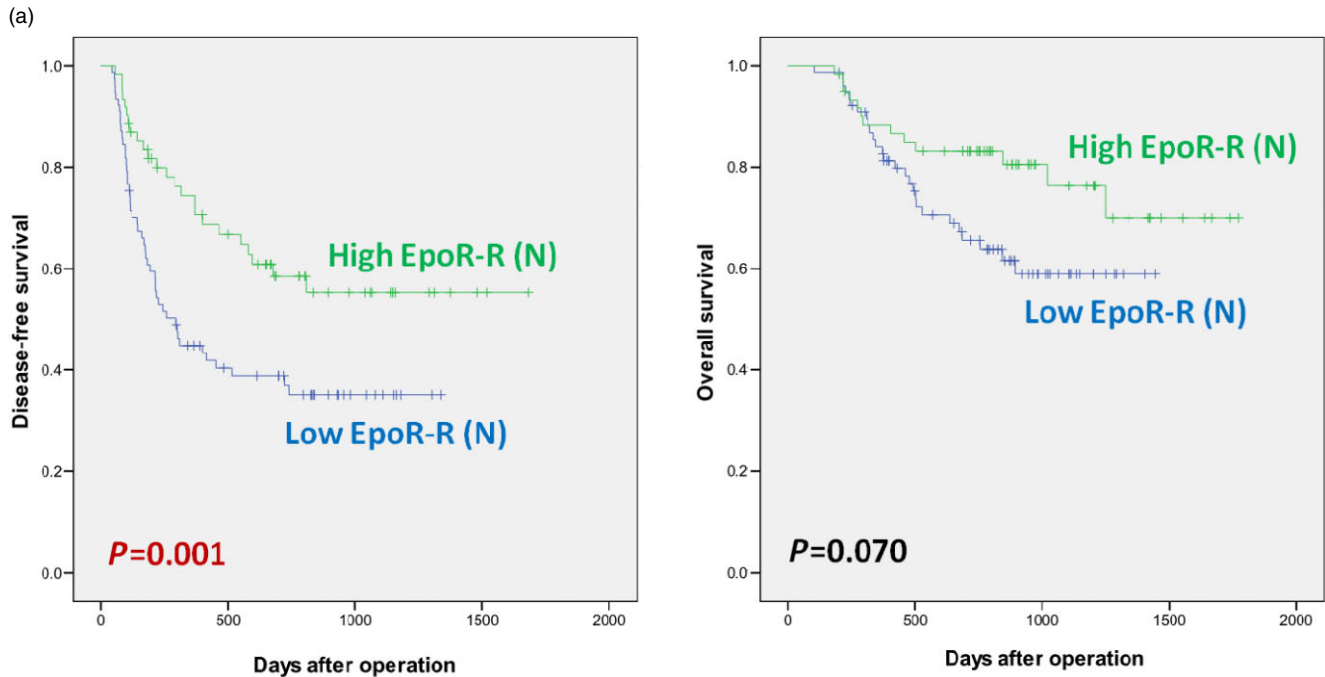 (a)
Disease-free survival
1.0
0.8
0.6
0.4
0.2
0.0
High EpoR-R (N)
Low EpoR-R (N)
P=0.001
0 500 1000 1500 2000
Days after operation
Overall survival
1.0
0.8
0.6
0.4
0.2
0.0
High EpoR-R (N)
Low EpoR-R (N)
P=0.070
0 500 1000 1500 2000
Days after operation